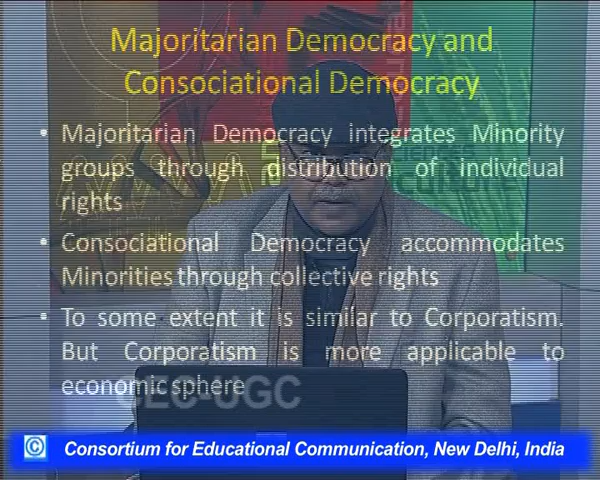 Majoritarian Democracy and
Consociational Democracy
• Majoritarian Democracy integrates Minority
groups through distribution of individual
rights
• Consociational Democracy accommodates
Minorities through collective rights
• To some extent it is similar to Corporatism.
But Corporatism is more applicable to
economic sphere
CEC-UGC
© Consortium for Educational Communication, New Delhi, India